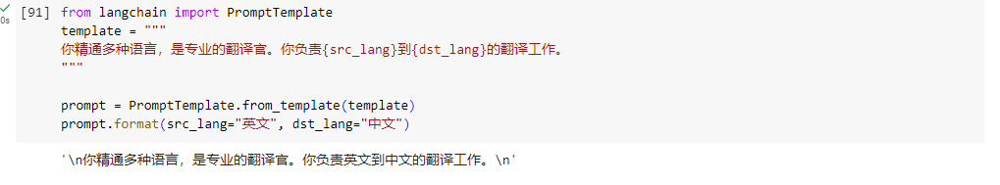 [91] from langchain import PromptTemplate
0s
template = """
你精通多种语言，是专业的翻译官。你负责{src_lang}到{dst_lang}的翻译工作。
"""
prompt = PromptTemplate.from_template(template)
prompt.format(src_lang="英文", dst_lang="中文")
'\n你精通多种语言，是专业的翻译官。你负责英文到中文的翻译工作。\n'